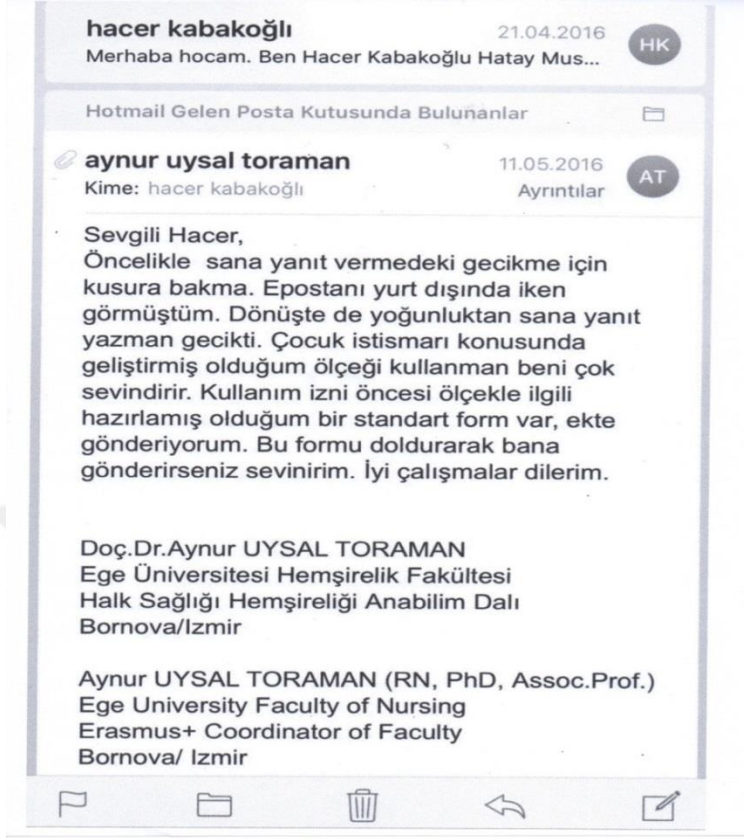 hacer kabakoğlı
21.04.2016
HK
Merhaba hocam. Ben Hacer Kabakoğlu Hatay Mus...
Hotmail Gelen Posta Kutusunda Bulunanlar
aynur uysal toraman
11.05.2016
AT
Kime: hacer kabakoğlı
Ayrıntılar
Sevgili Hacer,
Öncelikle sana yanıt vermedeki gecikme için
kusura bakma. Epostanı yurt dışında iken
görmüştüm. Dönüşte de yoğunluktan sana yanıt
yazman gecikti. Çocuk istismarı konusunda
geliştirmiş olduğum ölçeği kullanman beni çok
sevindirir. Kullanım izni öncesi ölçekle ilgili
hazırlamış olduğum bir standart form var, ekte
gönderiyorum. Bu formu doldurarak bana
gönderirseniz sevinirim. İyi çalışmalar dilerim.
Doç.Dr.Aynur UYSAL TORAMAN
Ege Üniversitesi Hemşirelik Fakültesi
Halk Sağlığı Hemşireliği Anabilim Dalı
Bornova/Izmir
Aynur UYSAL TORAMAN (RN, PhD, Assoc.Prof.)
Ege University Faculty of Nursing
Erasmus+ Coordinator of Faculty
Bornova/ Izmir